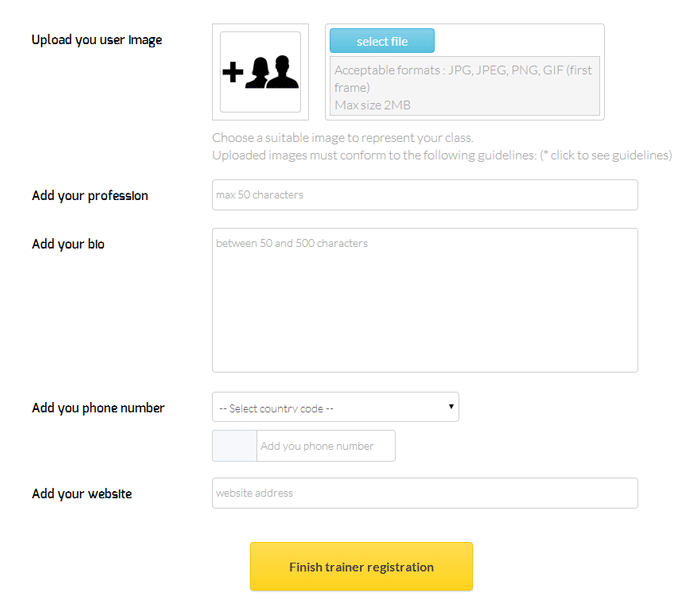 Upload you user Image
select file
Acceptable formats : JPG, JPEG, PNG, GIF (first
frame)
Max size 2MB
Choose a suitable image to represent your class.
Uploaded images must conform to the following guidelines: (* click to see guidelines)
Add your profession
max 50 characters
Add your bio
between 50 and 500 characters
Add you phone number
-- Select country code --
Add you phone number
Add your website
website address
Finish trainer registration